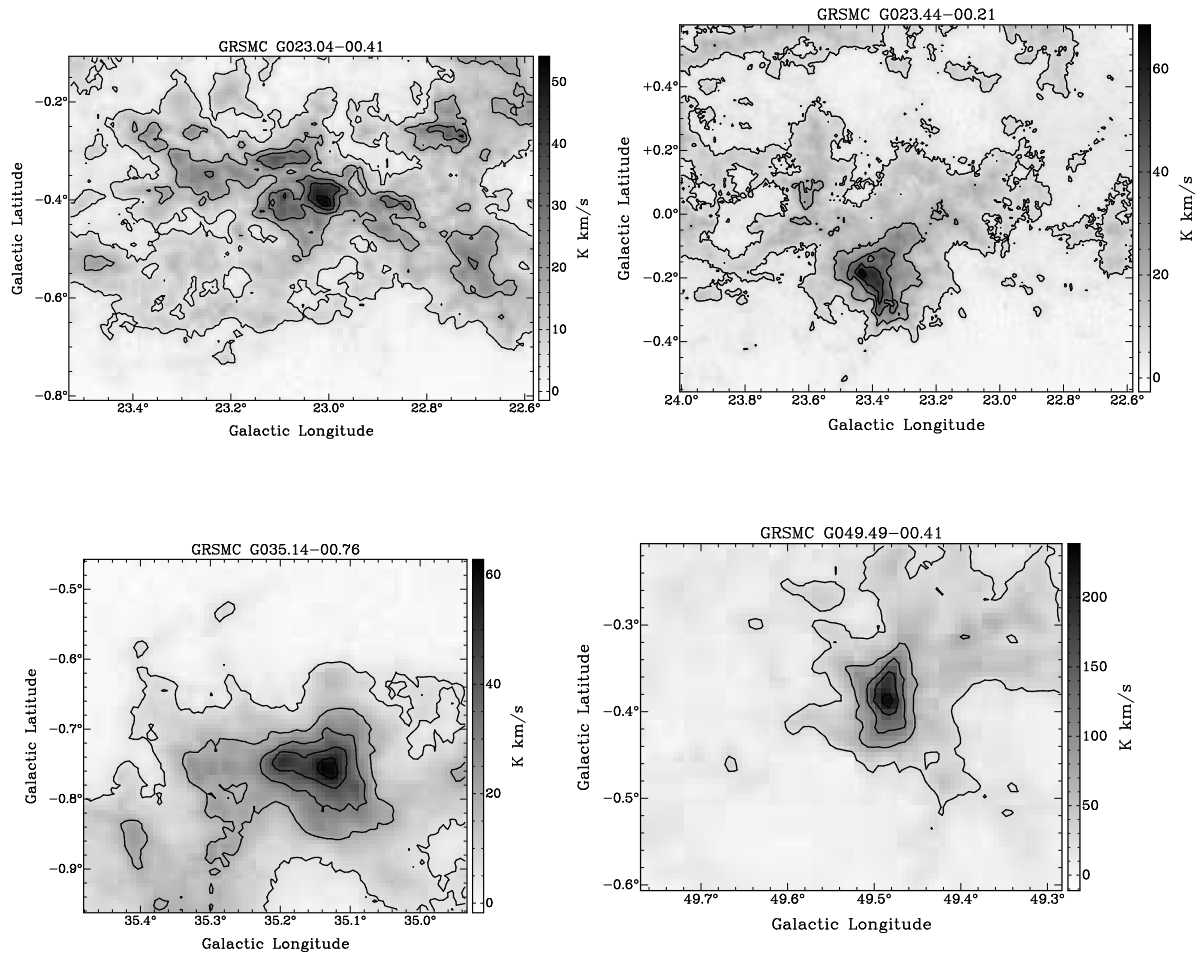 GRSMC G023.04−00.41
−0.2°
−0.4°
−0.6°
−0.8°
Galactic Latitude
23.4° 23.2° 23.0° 22.8° 22.6°
Galactic Longitude
50
40
30
20
10
0
K km/s
GRSMC G023.44−00.21
+0.4°
+0.2°
0.0°
−0.2°
−0.4°
Galactic Latitude
24.0° 23.8° 23.6° 23.4° 23.2° 23.0° 22.8° 22.6°
Galactic Longitude
60
40
20
0
K km/s
GRSMC G035.14−00.76
−0.5°
−0.6°
−0.7°
−0.8°
−0.9°
Galactic Latitude
35.4° 35.3° 35.2° 35.1° 35.0°
Galactic Longitude
60
40
20
0
K km/s
GRSMC G049.49−00.41
−0.3°
−0.4°
−0.5°
−0.6°
Galactic Latitude
49.7° 49.6° 49.5° 49.4° 49.3°
Galactic Longitude
200
150
100
50
0
K km/s